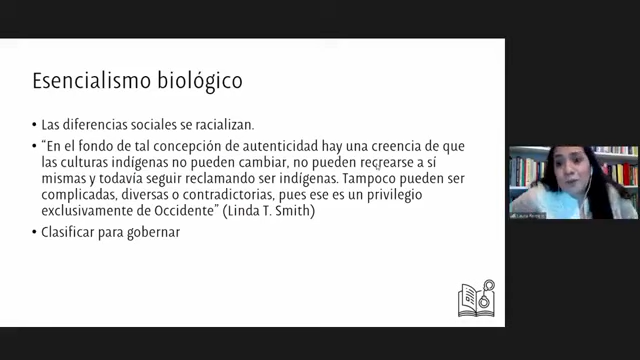 Esencialismo biológico
• Las diferencias sociales se racializan.
• “En el fondo de tal concepción de autenticidad hay una creencia de que
las culturas indígenas no pueden cambiar, no pueden recrearse a sí
mismas y todavía seguir reclamando ser indígenas. Tampoco pueden ser
complicadas, diversas o contradictorias, pues ese es un privilegio
exclusivamente de Occidente” (Linda T. Smith)
• Clasificar para gobernar